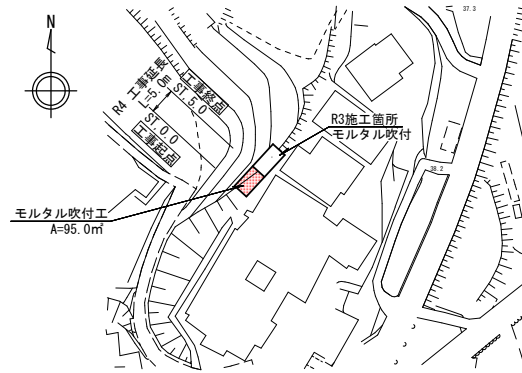 N
37.3
R4 工事延長
L=5.0m
工事終点
ST.5.0
ST.0.0
工事起点
R3施工箇所
モルタル吹付
38.2
モルタル吹付工
A=95.0㎡